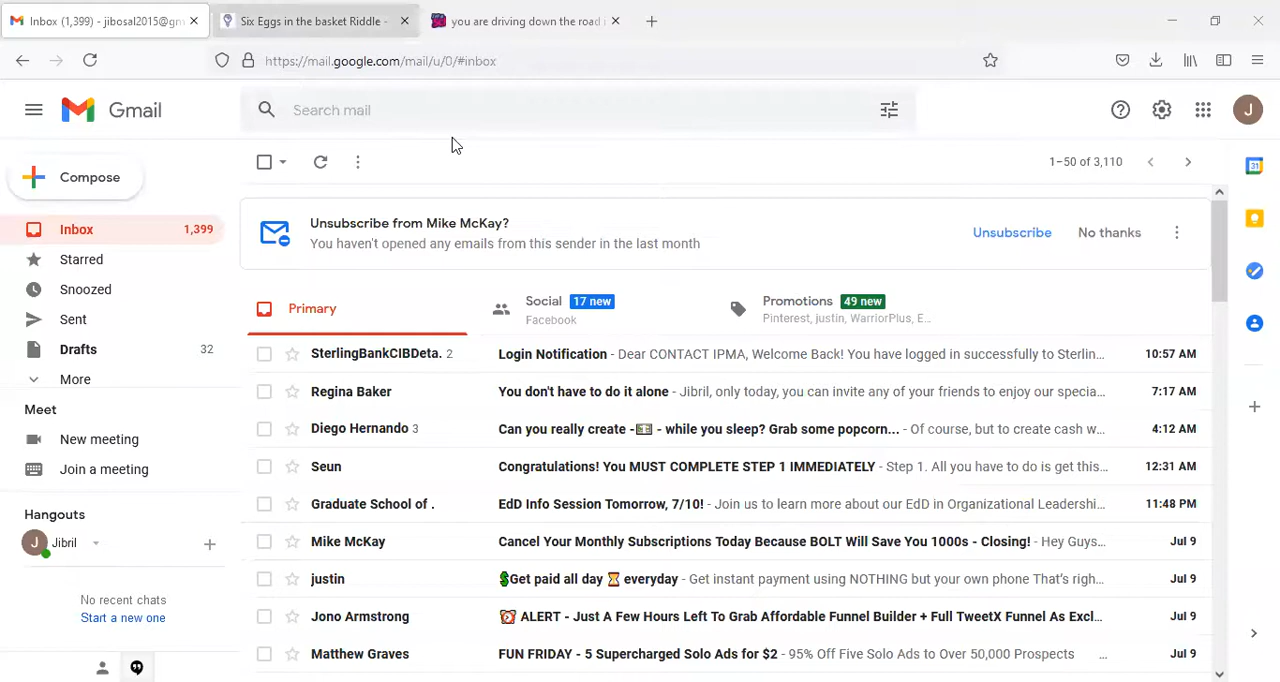 Inbox (1,399) - jibosal2015@gm
Six Eggs in the basket Riddle -
you are driving down the road
https://mail.google.com/mail/u/0/#inbox
Gmail
Search mail
Compose
1–50 of 3,110
Unsubscribe from Mike McKay?
You haven't opened any emails from this sender in the last month
Unsubscribe
No thanks
Inbox 1,399
Starred
Snoozed
Sent
Drafts 32
More
Meet
New meeting
Join a meeting
Hangouts
J Jibril
No recent chats
Start a new one
Primary
Social 17 new
Facebook
Promotions 49 new
Pinterest, justin, WarriorPlus, E...
SterlingBankCIBDeta. 2 Login Notification - Dear CONTACT IPMA, Welcome Back! You have logged in successfully to Sterlin... 10:57 AM
Regina Baker You don't have to do it alone - Jibril, only today, you can invite any of your friends to enjoy our specia... 7:17 AM
Diego Hernando 3 Can you really create -💵 - while you sleep? Grab some popcorn... - Of course, but to create cash w... 4:12 AM
Seun Congratulations! You MUST COMPLETE STEP 1 IMMEDIATELY - Step 1. All you have to do is get this... 12:31 AM
Graduate School of . EdD Info Session Tomorrow, 7/10! - Join us to learn more about our EdD in Organizational Leadershi... 11:48 PM
Mike McKay Cancel Your Monthly Subscriptions Today Because BOLT Will Save You 1000s - Closing! - Hey Guys... Jul 9
justin 💲Get paid all day ⏳ everyday - Get instant payment using NOTHING but your own phone That's righ... Jul 9
Jono Armstrong ⏰ ALERT - Just A Few Hours Left To Grab Affordable Funnel Builder + Full TweetX Funnel As Excl... Jul 9
Matthew Graves FUN FRIDAY - 5 Supercharged Solo Ads for $2 - 95% Off Five Solo Ads to Over 50,000 Prospects ... Jul 9
J
31